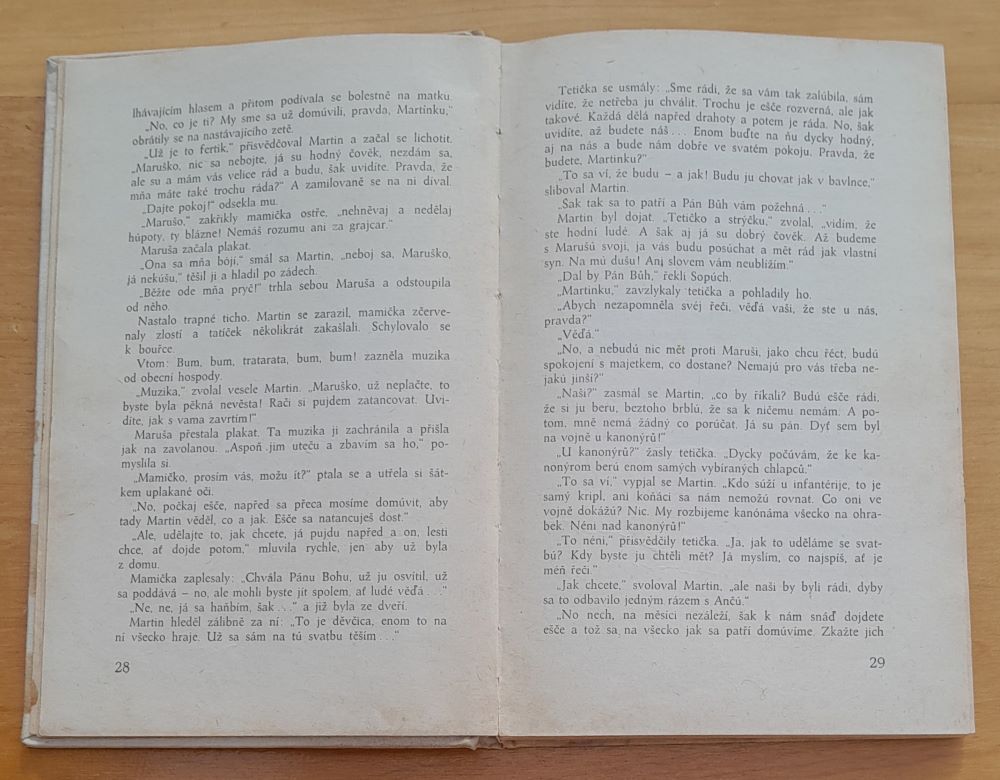 lhávajícím hlasem a přitom podívala se bolestně na matku.
„No, co je ti? My sme sa už domúvili, pravda, Martínku,“
obrátily se na nastávajícího zetě.
„Už je to fertik,“ přisvědčoval Martin a začal se lichotit.
„Maruško, nic sa nebojte, já su hodný čověk, nezdám sa,
ale su a mám vás velice rád a budu, šak uvidíte. Pravda, že
mňa máte také trochu ráda?“ A zamilovaně se na ni díval.
„Dajte pokoj!“ odsekla mu.
„Marušo,“ zakřikly mamička ostře, „nehněvaj a nedělaj
húpoty, ty blázne! Nemáš rozumu ani za grajcar.“
Maruša začala plakat.
„Ona sa mňa bójí,“ smál sa Martin, „neboj sa, Maruško,
já nekúšu,“ těšil ji a hladil po zádech.
„Běžte ode mňa pryč!“ trhla sebou Maruša a odstoupila
od něho.
Nastalo trapné ticho. Martin se zarazil, mamička zčerve-
naly zlostí a tatíček několikrát zakašlali. Schylovalo se
k bouřce.
Vtom: Bum, bum, tratarata, bum, bum! zazněla muzika
od obecní hospody.
„Muzika,“ zvolal vesele Martin. „Maruško, už neplačte, to
byste byla pěkná nevěsta! Rači si pujdem zatancovat. Uvi-
díte, jak s vama zavrtím!“
Maruša přestala plakat. Ta muzika ji zachránila a přišla
jak na zavolanou. „Aspoň jim uteču a zbavím sa ho,“ po-
myslila si.
„Mamičko, prosím vás, možu ít?“ ptala se a utřela si šát-
kem uplakané oči.
„No, počkaj ešče, napřed sa přeca mosíme domúvit, aby
tady Martin věděl, co a jak. Ešče sa natancuješ dost.“
„Ale, udělajte to, jak chcete, já pujdu napřed a on, lesti
chce, ať dojde potom,“ mluvila rychle, jen aby už byla
z domu.
Mamička zaplesaly: „Chvála Pánu Bohu, už ju osvítil, už
sa poddává – no, ale mohli byste jít spolem, ať ludé věďá . . .“
„Ne, ne, já sa haňbím, šak . . .“ a již byla ze dveří.
Martin hleděl zálibně za ní: „To je děvčica, enom to na
ní všecko hraje. Už sa sám na tú svatbu těším . . .“
28
Tetička se usmály: „Sme rádi, že sa vám tak zalúbila, sám
vidíte, že netřeba ju chválit. Trochu je ešče rozverná, ale jak
takové. Každá dělá napřed drahoty a potem je ráda. No, šak
uvidíte, až budete náš . . . Enom buďte na ňu dycky hodný,
aj na nás a bude nám dobře ve svatém pokoju. Pravda, že
budete, Martinku?“
„To sa ví, že budu – a jak! Budu ju chovat jak v bavlnce,“
sliboval Martin.
„Šak tak sa to patří a Pán Bůh vám požehná . . .“
Martin byl dojat. „Tetičko a strýčku,“ zvolal, „vidím, že
ste hodní ludé. A šak aj já su dobrý čověk. Až budeme
s Marušú svoji, ja vás budu posúchat a mět rád jak vlastní
syn. Na mú dušu! Ani slovem vám neublížím.“
„Dal by Pán Bůh,“ řekli Sopúch.
„Martinku,“ zavzlykaly tetička a pohladily ho.
„Abych nezapomněla svéj řeči, věďá vaši, že ste u nás,
pravda?“
„Věďá.“
„No, a nebudú nic mět proti Maruši, jako chcu řéct, budú
spokojení s majetkem, co dostane? Nemajú pro vás třeba ne-
jakú jinší?“
„Naši?“ zasmál se Martin, „co by říkali? Budú ešče rádi,
že si ju beru, beztoho brblú, že sa k ničemu nemám. A po-
tom, mně nemá žádný co porúčat. Já su pán. Dyť sem byl
na vojně u kanonýrů!“
„U kanonýrů?“ žasly tetička. „Dycky počúvám, že ke ka-
nonýrom berú enom samých vybíraných chlapců.“
„To sa ví,“ vypjal se Martin. „Kdo súží u infantérije, to je
samý kripl, ani koňáci sa nám nemožú rovnat. Co oni ve
vojně dokážú? Nic. My rozbijeme kanónáma všecko na ohra-
bek. Néni nad kanonýrů!“
„To néni,“ přisvědčily tetička. „Ja, jak to uděláme se svat-
bú? Kdy byste ju chtěli mět? Já myslím, co najspíš, ať je
méň řečí.“
„Jak chcete,“ svoloval Martin, „ale naši by byli rádi, dyby
sa to odbavilo jedným rázem s Ančú.“
„No nech, na měsíci nezáleží, šak k nám snáď dojdete
ešče a tož sa na všecko jak sa patří domúvíme. Zkažte jich
29